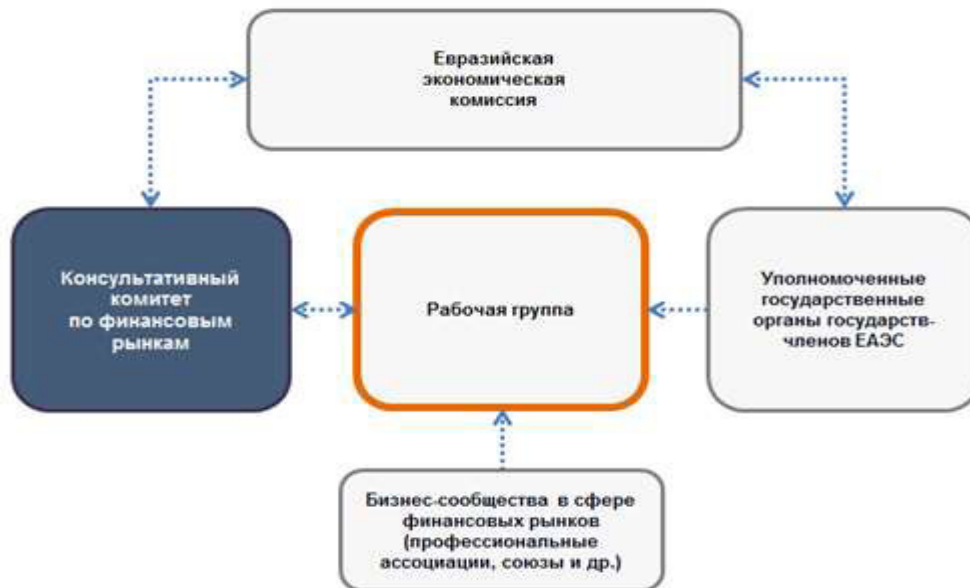 Евразийская
экономическая
комиссия
Консультативный
комитет
по финансовым
рынкам
Рабочая группа
Уполномоченные
государственные
органы государств-
членов ЕАЭС
Бизнес-сообщества в сфере
финансовых рынков
(профессиональные
ассоциации, союзы и др.)